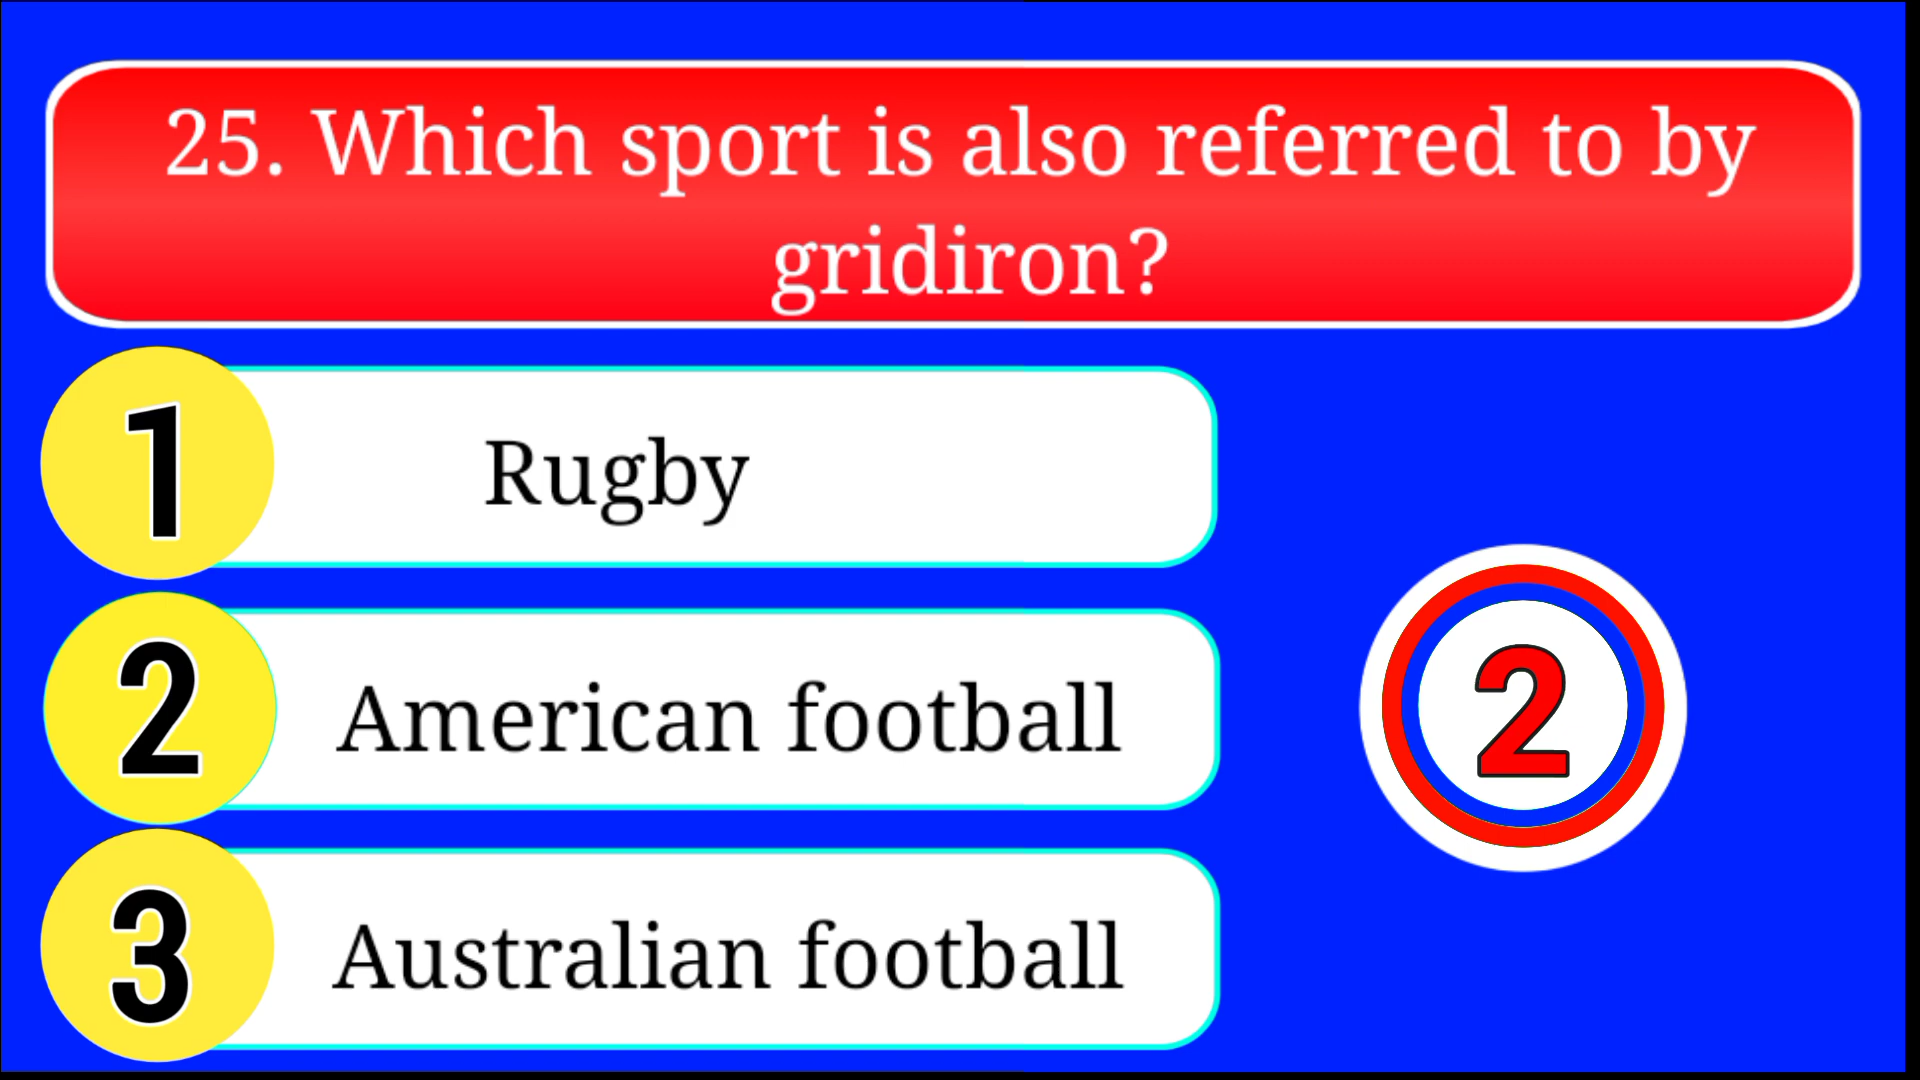 25. Which sport is also referred to by
gridiron?
1
Rugby
2
American football
2
3
Australian football